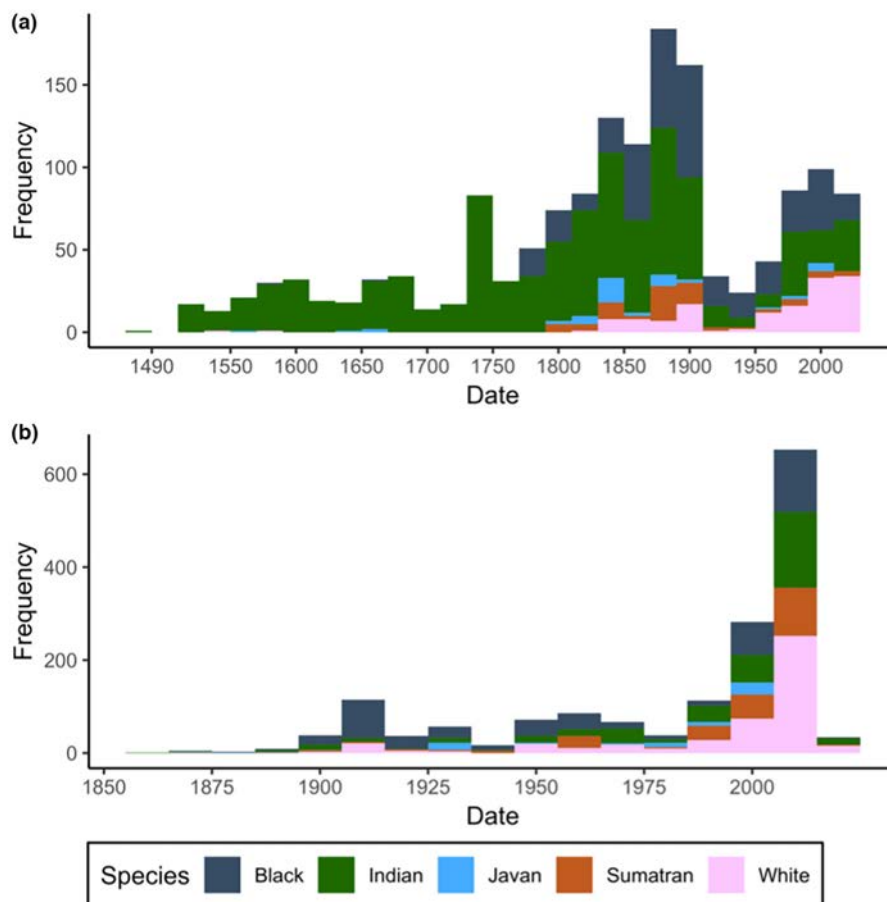 (a)
Frequency
150
100
50
0
1490 1550 1600 1650 1700 1750 1800 1850 1900 1950 2000
Date
(b)
Frequency
600
400
200
0
1850 1875 1900 1925 1950 1975 2000
Date
Species Black Indian Javan Sumatran White